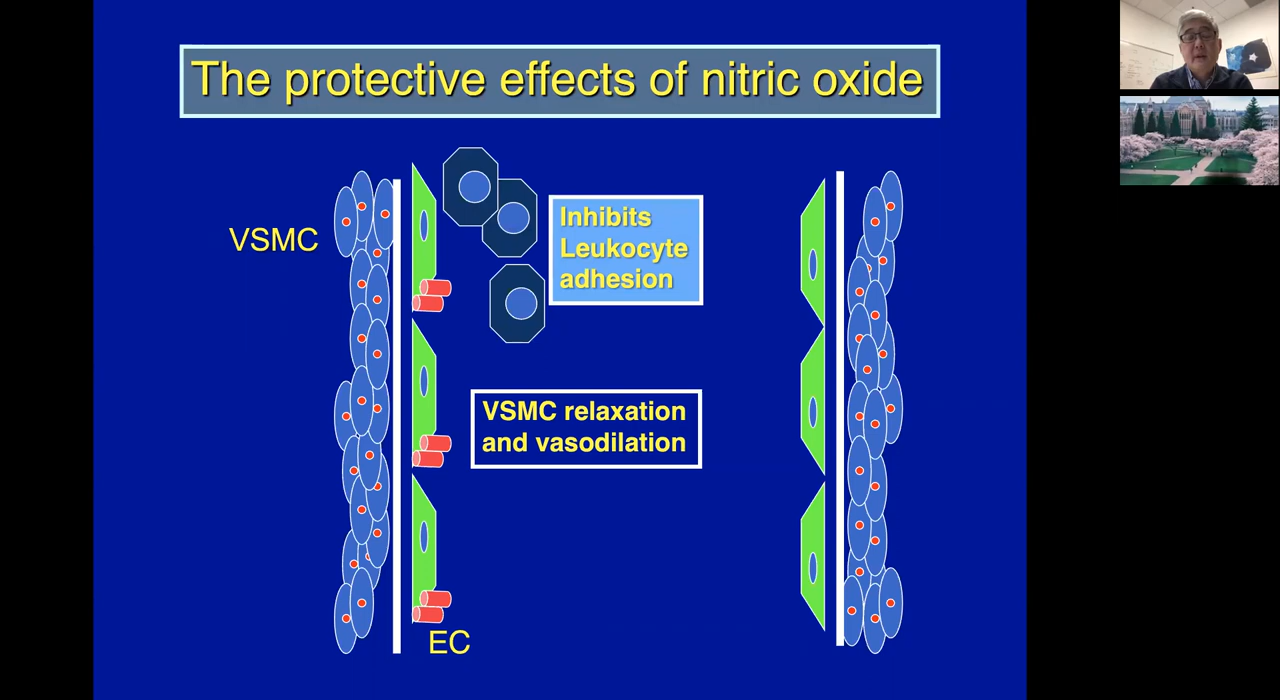 The protective effects of nitric oxide
VSMC
Inhibits
Leukocyte
adhesion
VSMC relaxation
and vasodilation
EC